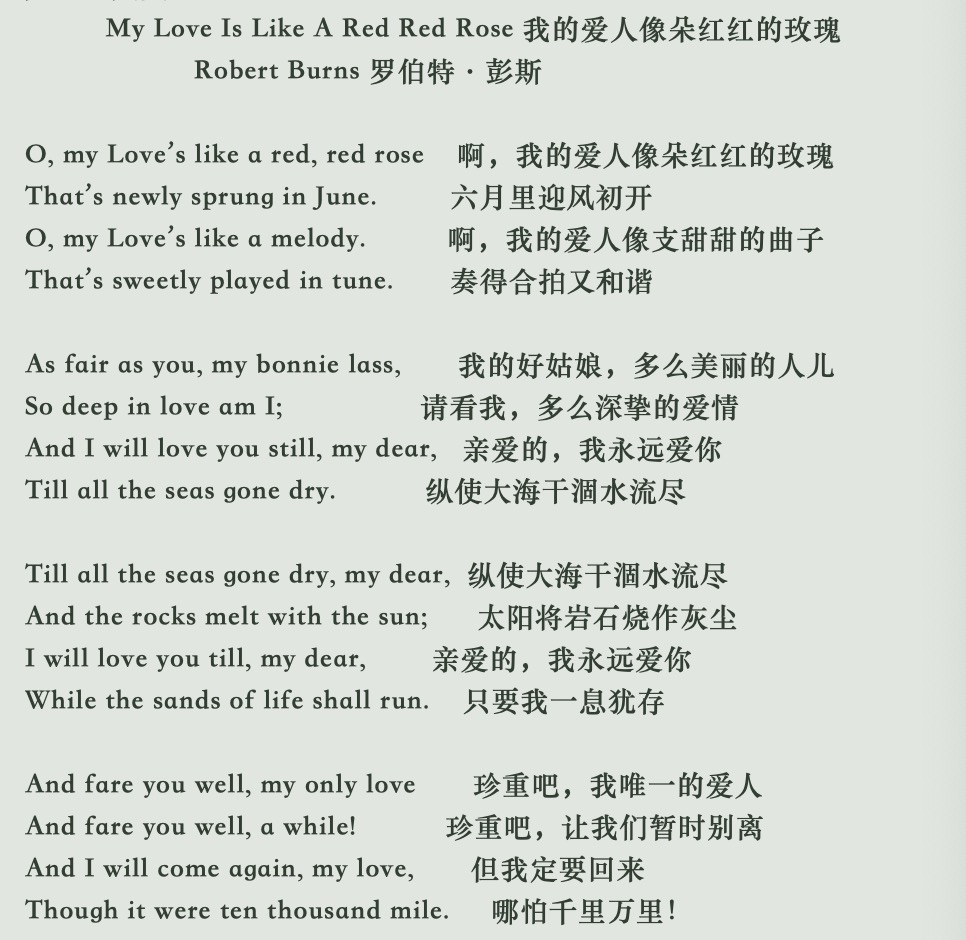 My Love Is Like A Red Red Rose 我的爱人像朵红红的玫瑰
Robert Burns 罗伯特·彭斯
O, my Love's like a red, red rose 啊，我的爱人像朵红红的玫瑰
That's newly sprung in June. 六月里迎风初开
O, my Love's like a melody. 啊，我的爱人像支甜甜的曲子
That's sweetly played in tune. 奏得合拍又和谐
As fair as you, my bonnie lass, 我的好姑娘，多么美丽的人儿
So deep in love am I; 请看我，多么深挚的爱情
And I will love you still, my dear, 亲爱的，我永远爱你
Till all the seas gone dry. 纵使大海干涸水流尽
Till all the seas gone dry, my dear, 纵使大海干涸水流尽
And the rocks melt with the sun; 太阳将岩石烧作灰尘
I will love you till, my dear, 亲爱的，我永远爱你
While the sands of life shall run. 只要我一息犹存
And fare you well, my only love 珍重吧，我唯一的爱人
And fare you well, a while! 珍重吧，让我们暂时别离
And I will come again, my love, 但我定要回来
Though it were ten thousand mile. 哪怕千里万里！